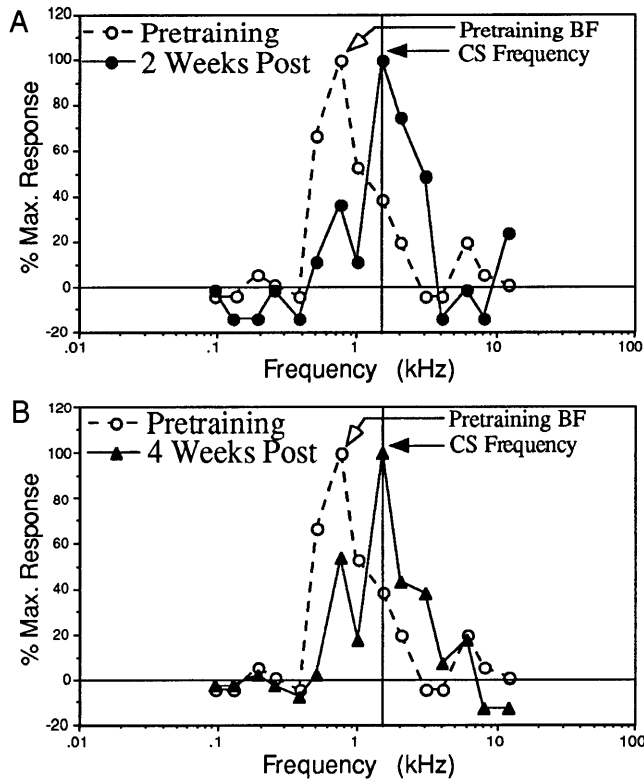 A
Pretraining
2 Weeks Post
Pretraining BF
CS Frequency
% Max. Response
120
100
80
60
40
20
0
-20
.01
.1
1
10
100
Frequency (kHz)
B
Pretraining
4 Weeks Post
Pretraining BF
CS Frequency
% Max. Response
120
100
80
60
40
20
0
-20
.01
.1
1
10
100
Frequency (kHz)